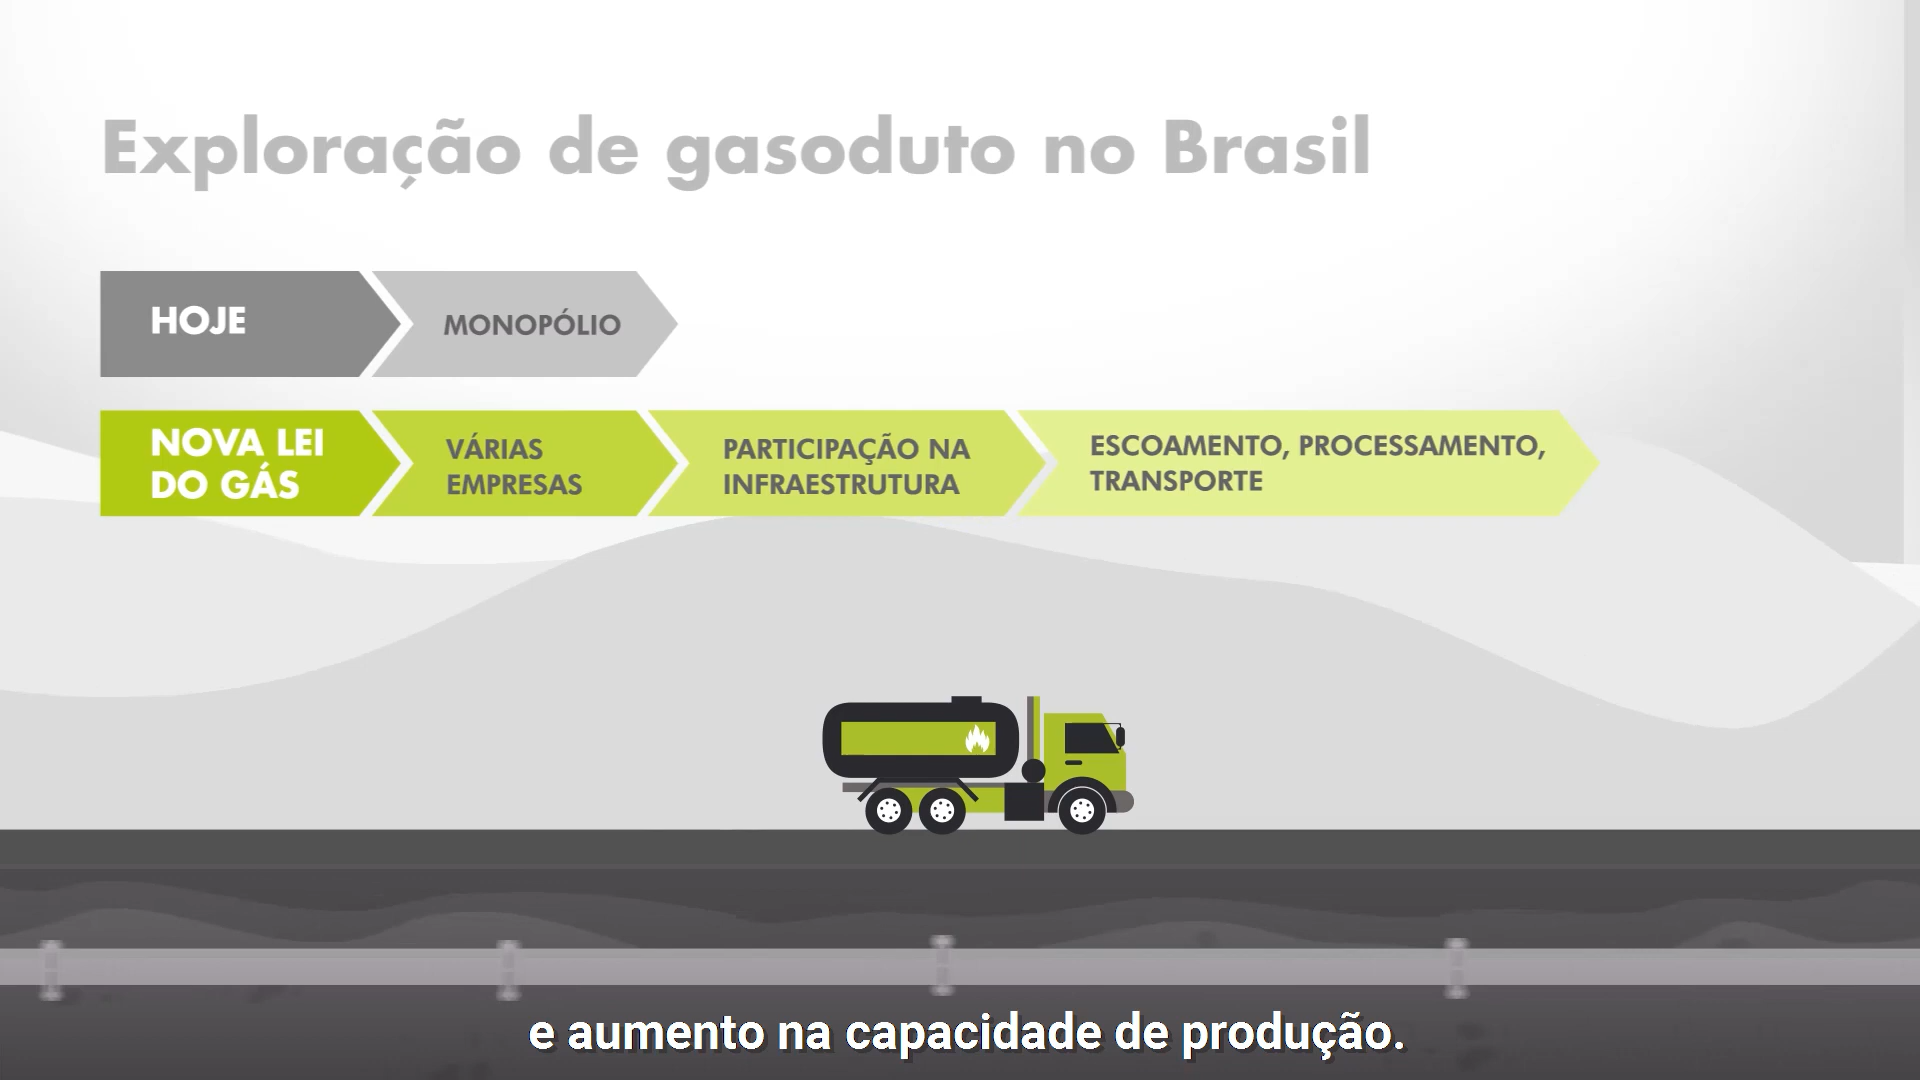 Exploração de gasoduto no Brasil
HOJE
MONOPÓLIO
NOVA LEI
DO GÁS
VÁRIAS
EMPRESAS
PARTICIPAÇÃO NA
INFRAESTRUTURA
ESCOAMENTO, PROCESSAMENTO,
TRANSPORTE
e aumento na capacidade de produção.